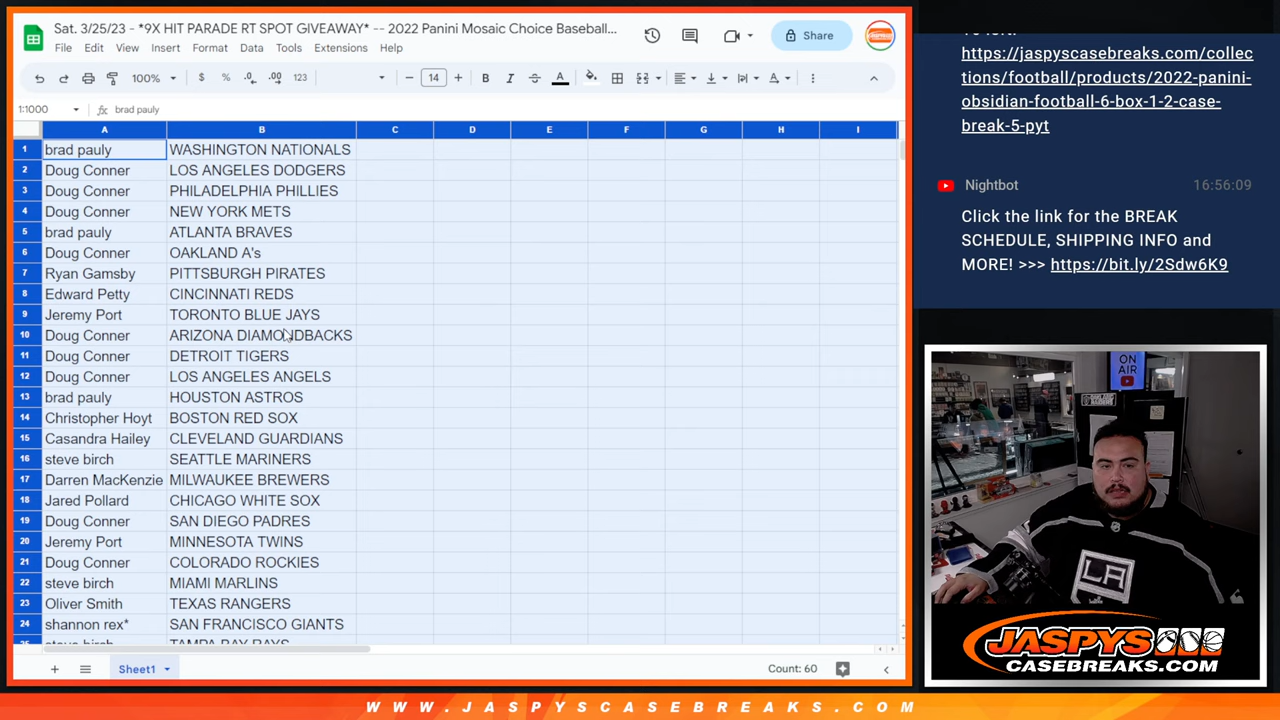 Sat. 3/25/23 - *9X HIT PARADE RT SPOT GIVEAWAY* -- 2022 Panini Mosaic Choice Baseball...
File Edit View Insert Format Data Tools Extensions Help
Share
100% $ % .0 .00 123 14 B I A
1:1000 fx brad pauly
A B C D E F G H I
1 brad pauly WASHINGTON NATIONALS
2 Doug Conner LOS ANGELES DODGERS
3 Doug Conner PHILADELPHIA PHILLIES
4 Doug Conner NEW YORK METS
5 brad pauly ATLANTA BRAVES
6 Doug Conner OAKLAND A's
7 Ryan Gamsby PITTSBURGH PIRATES
8 Edward Petty CINCINNATI REDS
9 Jeremy Port TORONTO BLUE JAYS
10 Doug Conner ARIZONA DIAMONDBACKS
11 Doug Conner DETROIT TIGERS
12 Doug Conner LOS ANGELES ANGELS
13 brad pauly HOUSTON ASTROS
14 Christopher Hoyt BOSTON RED SOX
15 Casandra Hailey CLEVELAND GUARDIANS
16 steve birch SEATTLE MARINERS
17 Darren MacKenzie MILWAUKEE BREWERS
18 Jared Pollard CHICAGO WHITE SOX
19 Doug Conner SAN DIEGO PADRES
20 Jeremy Port MINNESOTA TWINS
21 Doug Conner COLORADO ROCKIES
22 steve birch MIAMI MARLINS
23 Oliver Smith TEXAS RANGERS
24 shannon rex* SAN FRANCISCO GIANTS
steve birch TAMPA BAY RAYS
Sheet1
Count: 60
https://jaspyscasebreaks.com/collec
tions/football/products/2022-panini-
obsidian-football-6-box-1-2-case-
break-5-pyt
Nightbot 16:56:09
Click the link for the BREAK
SCHEDULE, SHIPPING INFO and
MORE! >>> https://bit.ly/2Sdw6K9
ON
AIR
LA
JASPYS
CASEBREAKS.COM
WWW.JASPYSCASEBREAKS.COM